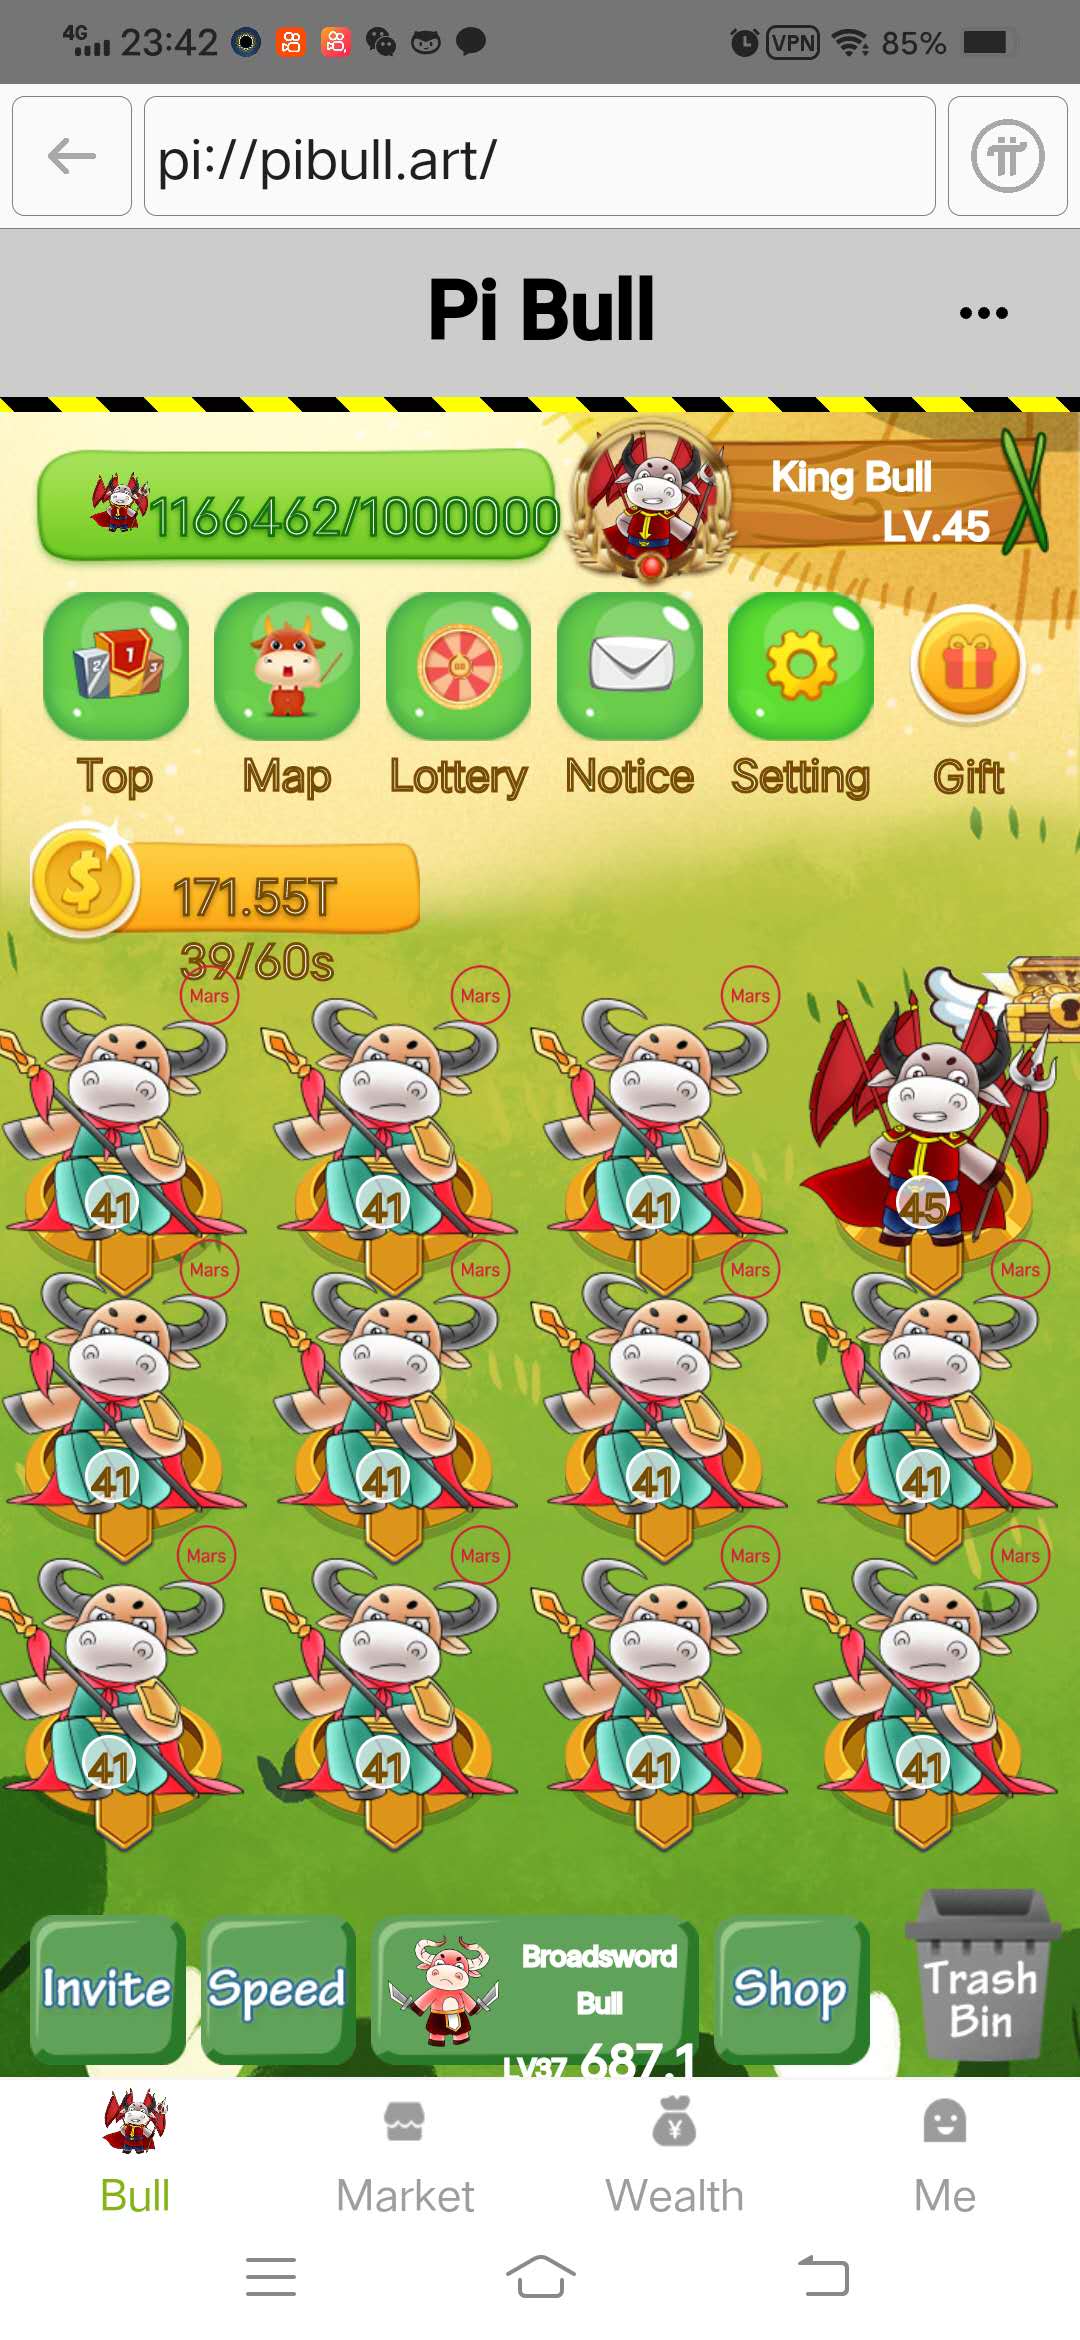 4G 23:42 VPN 85%
pi://pibull.art/
Pi Bull
1166462/1000000
King Bull
LV.45
2 1 3
Top Map Lottery Notice Setting Gift
$ 171.55T
39/60s
Mars Mars Mars
41 41 41 45
Mars Mars Mars Mars
41 41 41 41
Mars Mars Mars Mars
41 41 41 41
Invite Speed Broadsword Bull Shop Trash Bin
LV37 687.1
¥
Bull Market Wealth Me